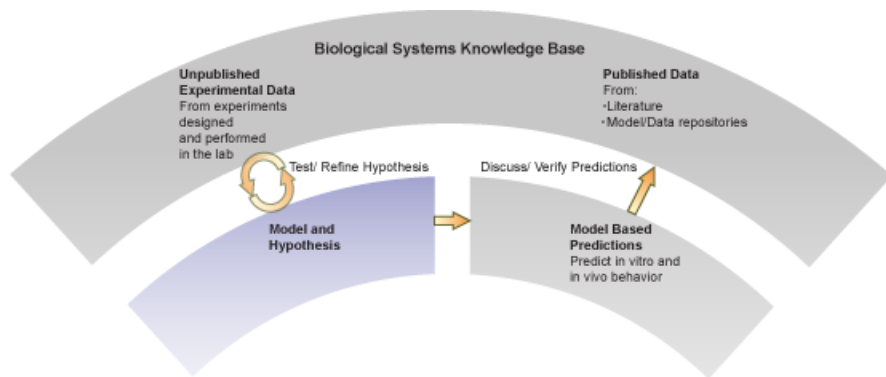 Biological Systems Knowledge Base
Unpublished
Experimental Data
From experiments
designed
and performed
in the lab
Published Data
From:
•Literature
•Model/Data repositories
Test/ Refine Hypothesis
Discuss/ Verify Predictions
Model and
Hypothesis
Model Based
Predictions
Predict in vitro and
in vivo behavior